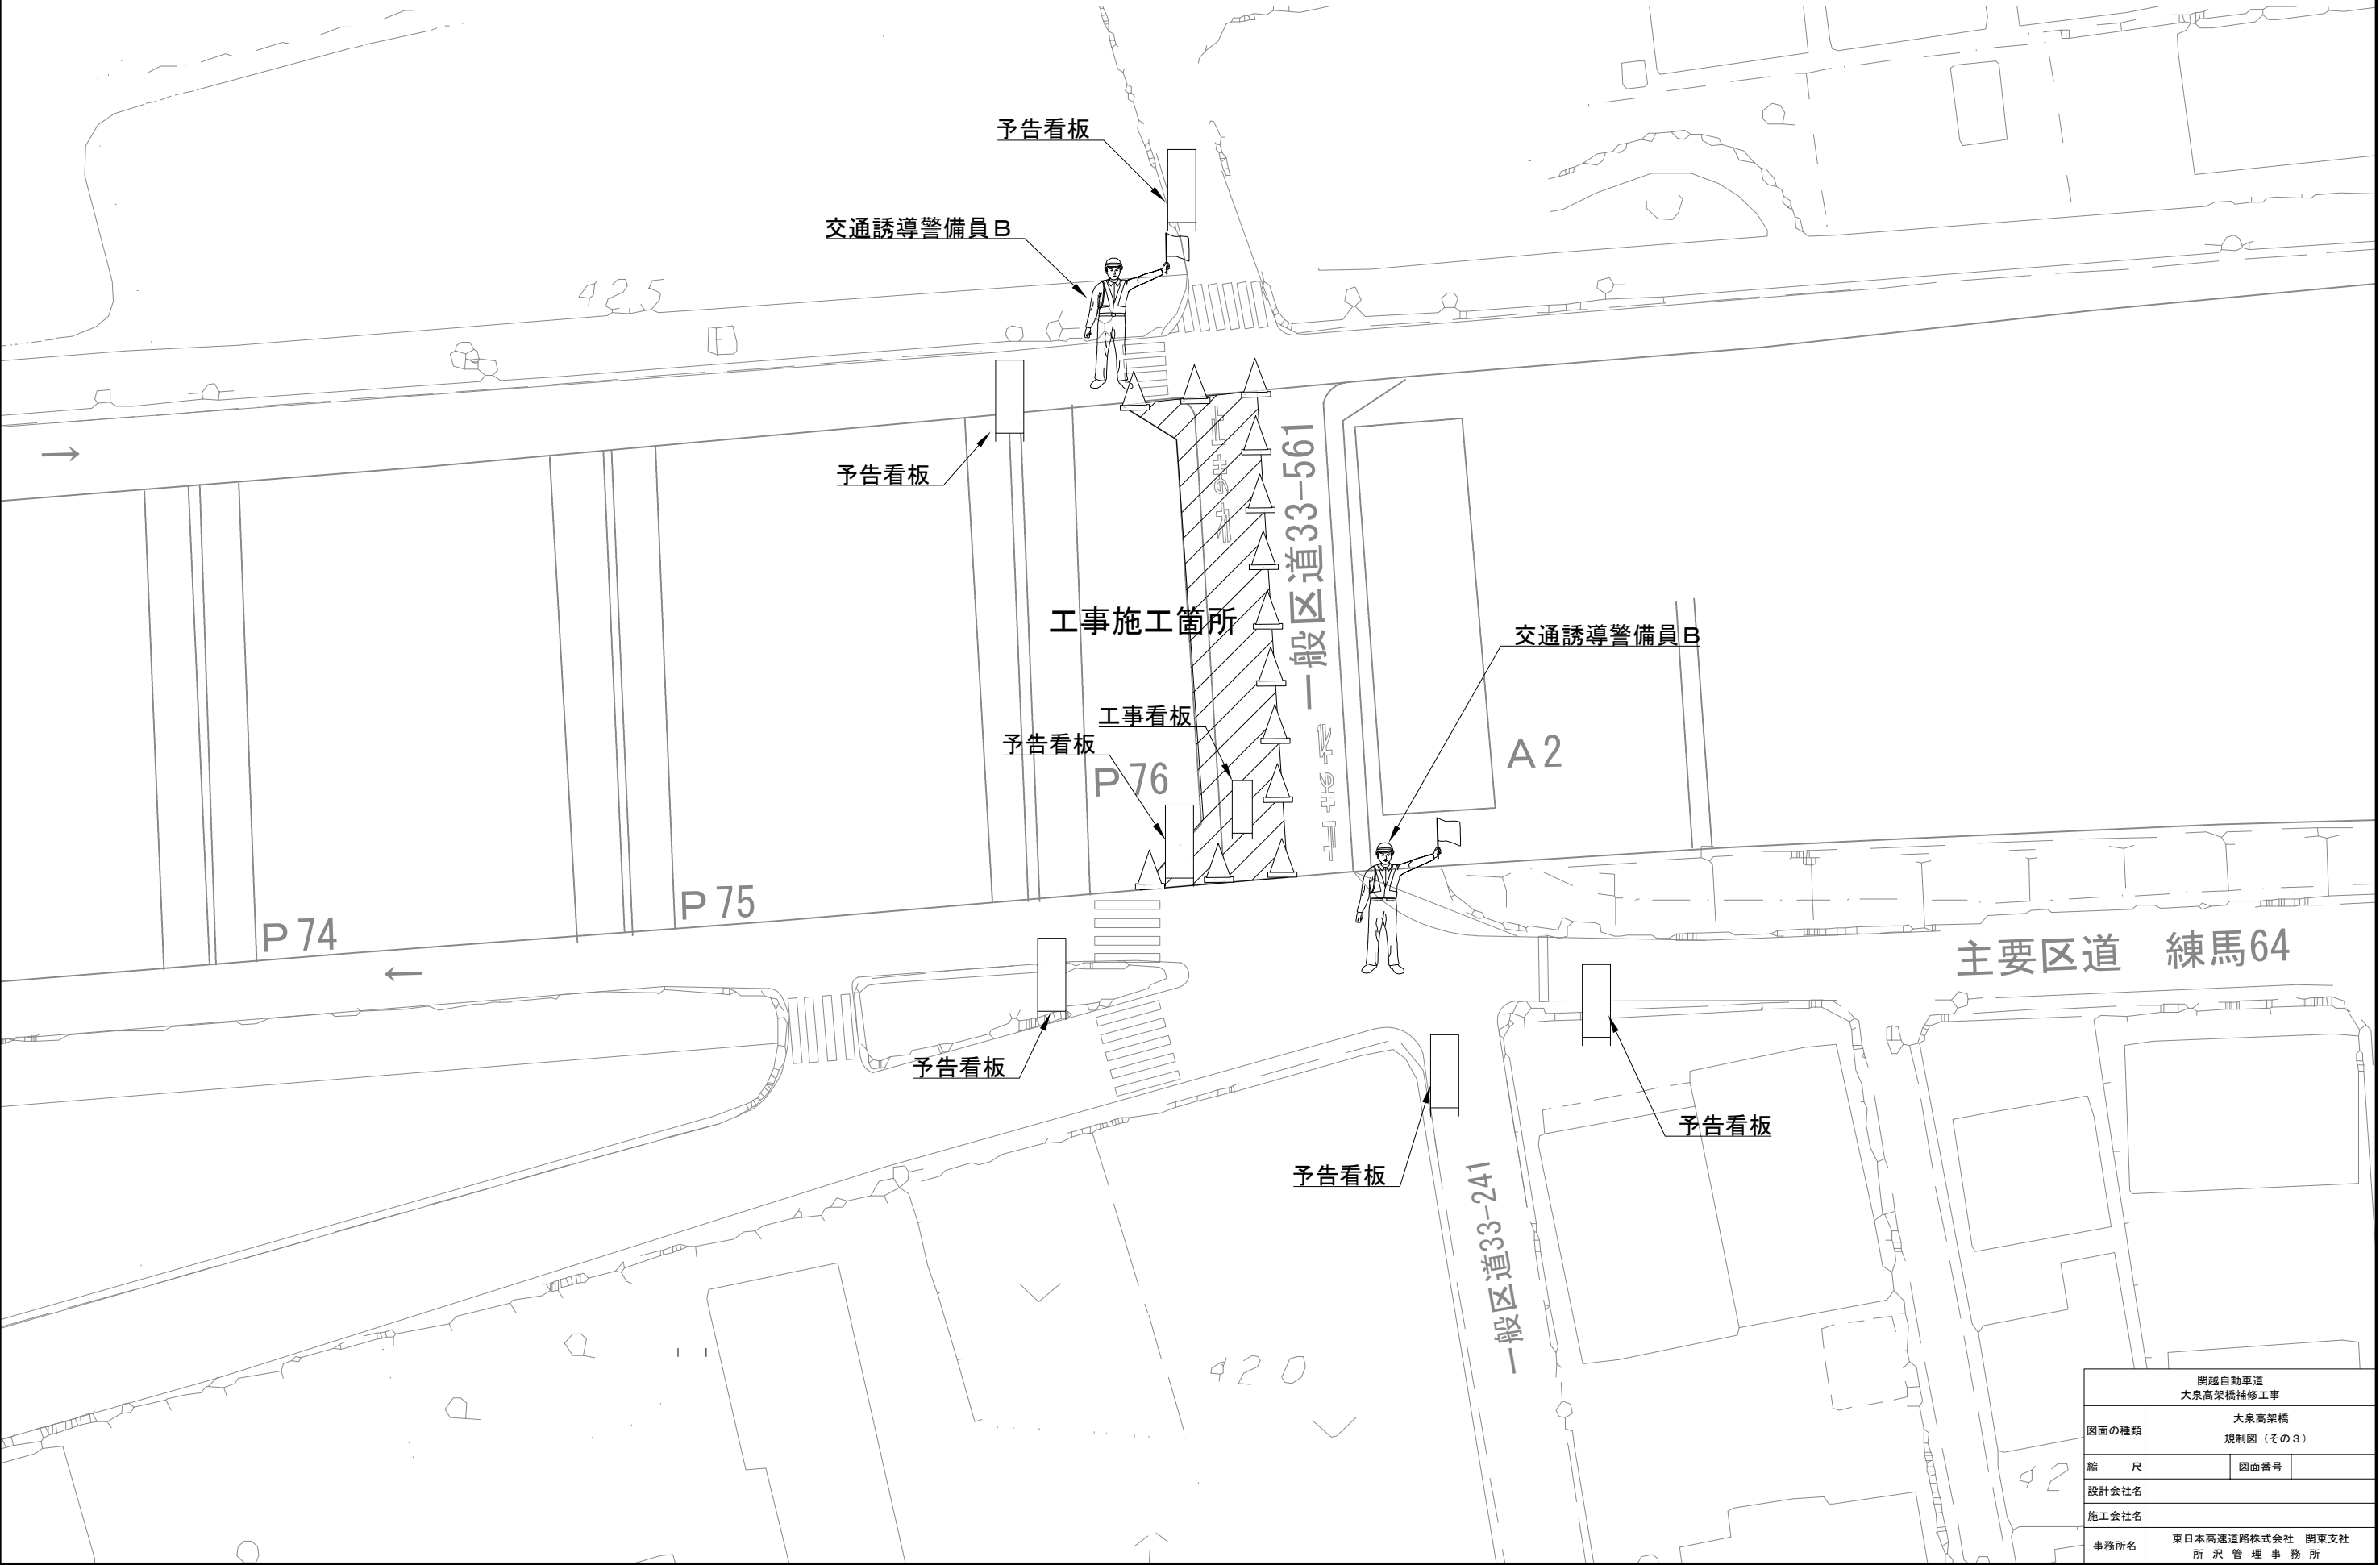 予告看板
交通誘導警備員Ｂ
425
予告看板
止まれ
一般区道33-561
工事施工箇所
交通誘導警備員Ｂ
工事看板
予告看板
止まれ
Ｐ76
Ａ2
Ｐ75
Ｐ74
主要区道　練馬64
予告看板
予告看板
予告看板
一般区道33-241
420
42
関越自動車道
大泉高架橋補修工事
図面の種類
大泉高架橋
規制図（その３）
縮　尺
図面番号
設計会社名
施工会社名
事務所名
東日本高速道路株式会社　関東支社
所沢管理事務所